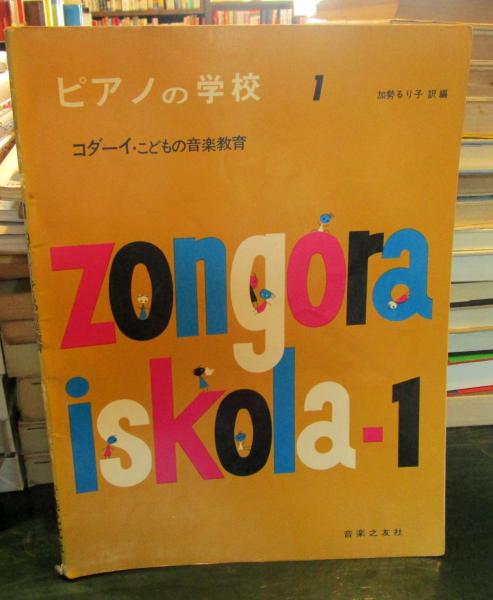 ピアノの学校 1 加勢るり子 訳編
コダーイ・こどもの音楽教育
zongora
iskola-1
音楽之友社